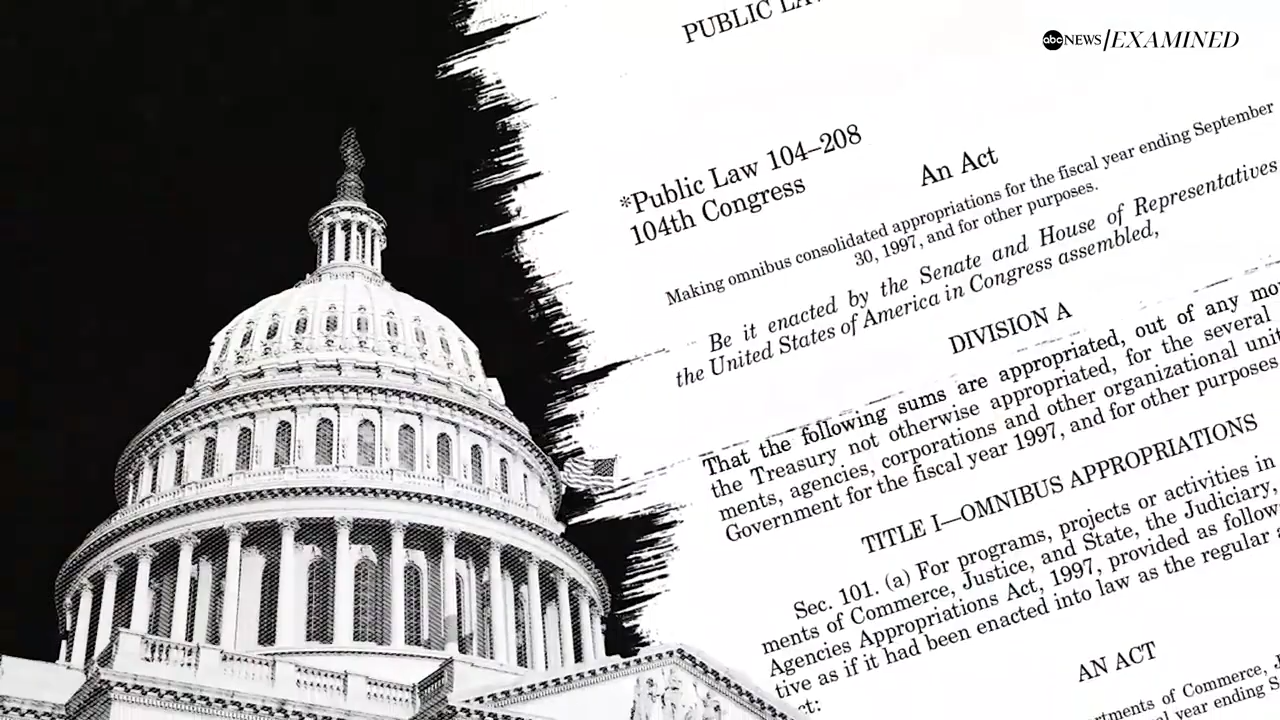 abc NEWS /EXAMINED
PUBLIC
*Public Law 104–208
104th Congress
An Act
Making omnibus consolidated appropriations for the fiscal year ending September
30, 1997, and for other purposes.
Be it enacted by the Senate and House of Representatives
the United States of America in Congress assembled,
DIVISION A
That the following sums are appropriated, out of any
the Treasury not otherwise appropriated, for the several
ments, agencies, corporations and other organizational
Government for the fiscal year 1997, and for other purposes
TITLE I—OMNIBUS APPROPRIATIONS
Sec. 101. (a) For programs, projects or activities in
ments of Commerce, Justice, and State, the Judiciary,
Agencies Appropriations Act, 1997, provided as
tive as if it had been enacted into law as the regular
AN ACT
of Commerce,
year ending